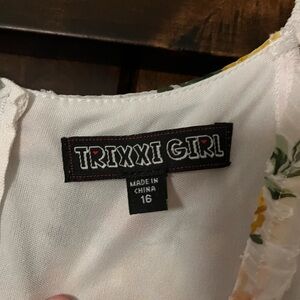 TRIXXI GIRL
MADE IN
CHINA
16